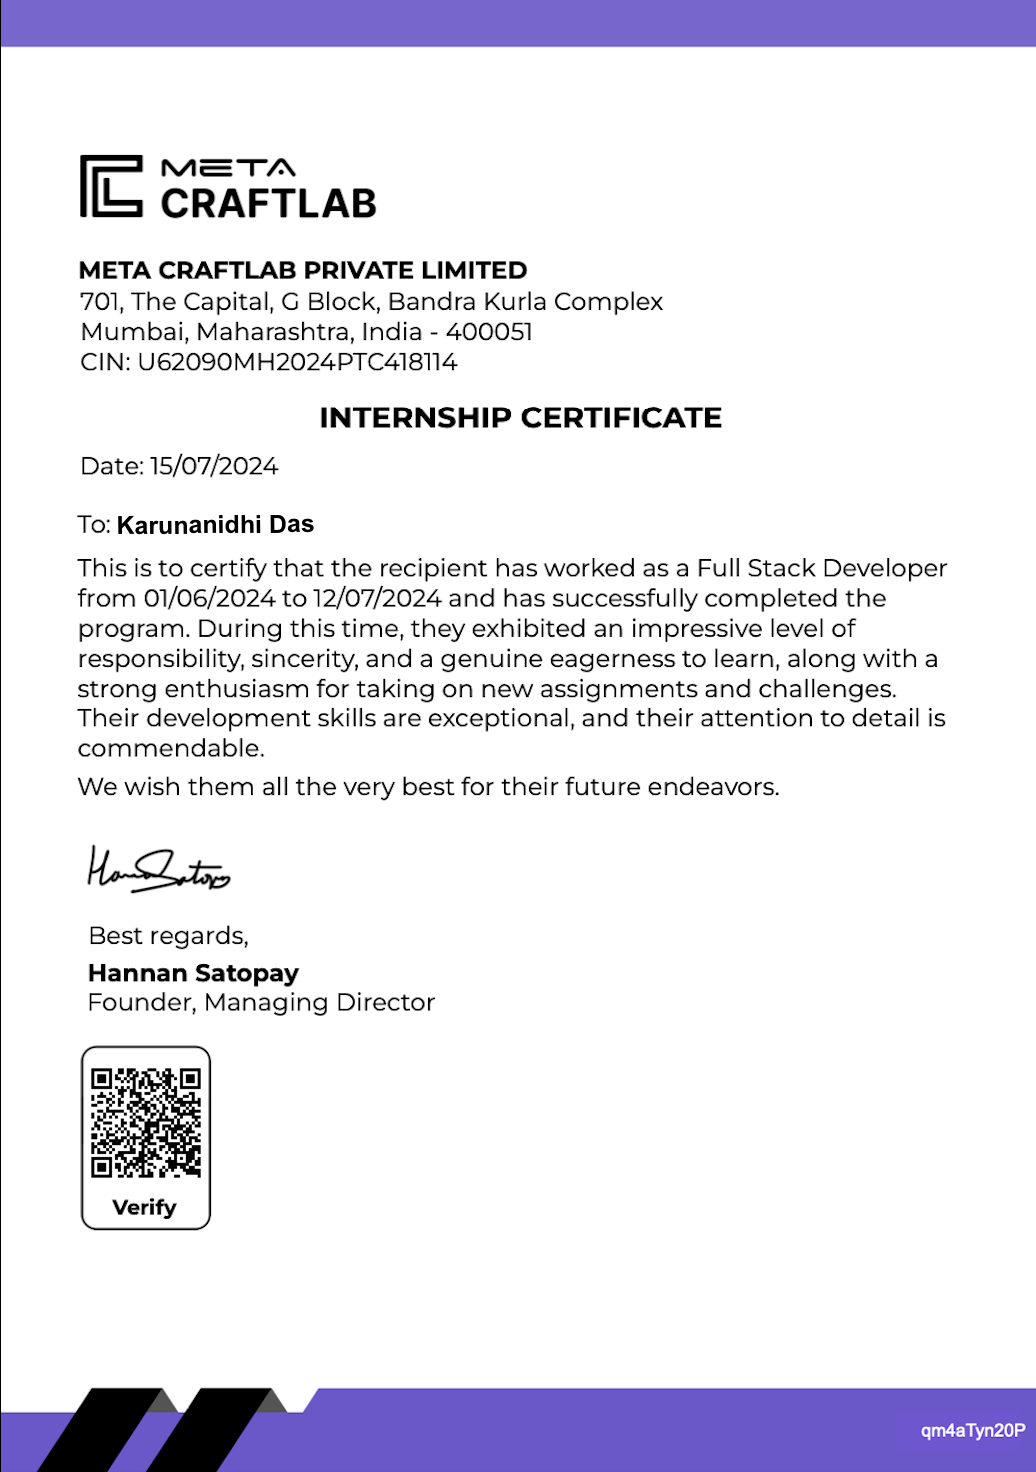 META
CRAFTLAB
META CRAFTLAB PRIVATE LIMITED
701, The Capital, G Block, Bandra Kurla Complex
Mumbai, Maharashtra, India - 400051
CIN: U62090MH2024PTC418114
INTERNSHIP CERTIFICATE
Date: 15/07/2024
To: Karunanidhi Das
This is to certify that the recipient has worked as a Full Stack Developer
from 01/06/2024 to 12/07/2024 and has successfully completed the
program. During this time, they exhibited an impressive level of
responsibility, sincerity, and a genuine eagerness to learn, along with a
strong enthusiasm for taking on new assignments and challenges.
Their development skills are exceptional, and their attention to detail is
commendable.
We wish them all the very best for their future endeavors.
Best regards,
Hannan Satopay
Founder, Managing Director
Verify
qm4aTyn20P